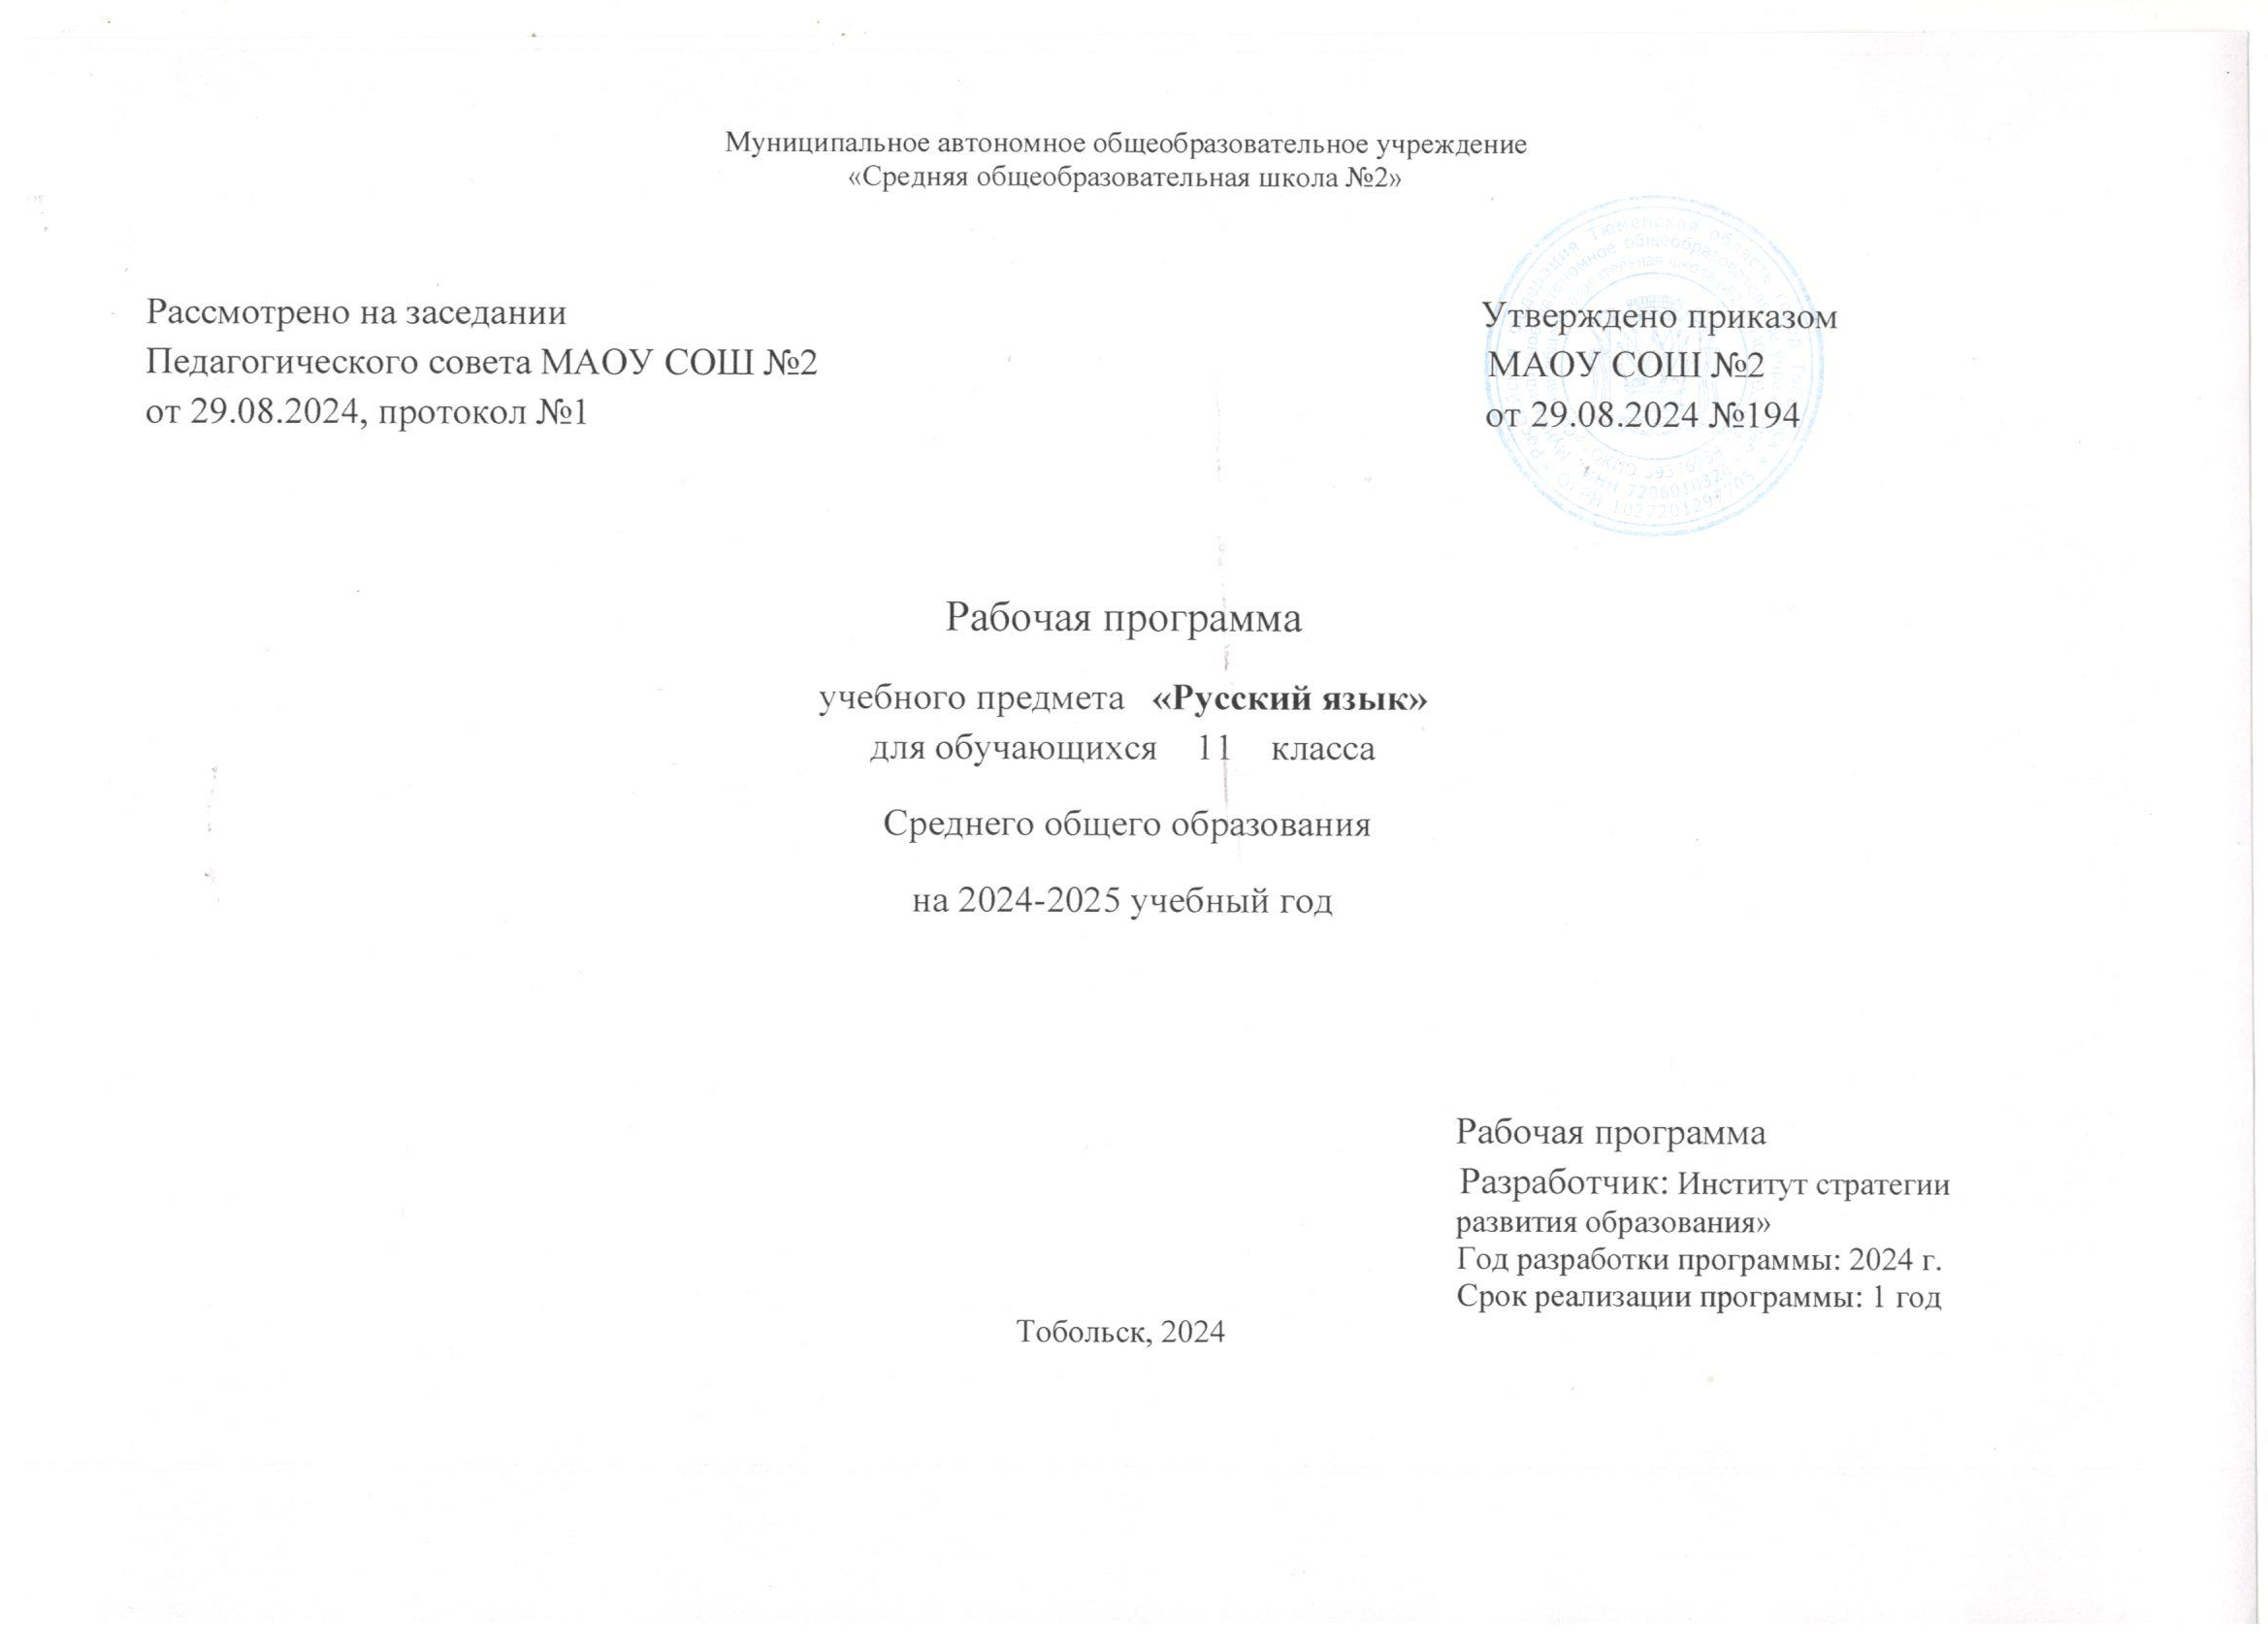 Муниципальное автономное общеобразовательное учреждение
«Средняя общеобразовательная школа №2»
Рассмотрено на заседании
Педагогического совета МАОУ СОШ №2
от 29.08.2024, протокол №1
Утверждено приказом
МАОУ СОШ №2
от 29.08.2024 №194
Рабочая программа
учебного предмета «Русский язык»
для обучающихся 11 класса
Среднего общего образования
на 2024-2025 учебный год
Рабочая программа
Разработчик: Институт стратегии
развития образования»
Год разработки программы: 2024 г.
Срок реализации программы: 1 год
Тобольск, 2024